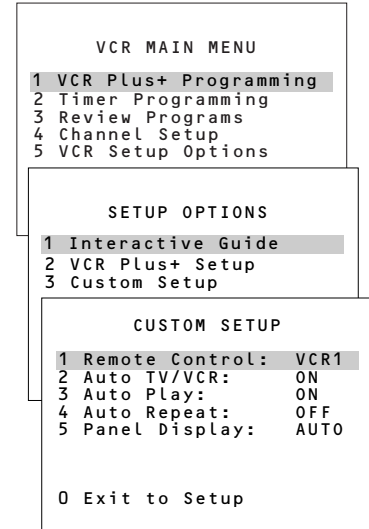 VCR MAIN MENU
1 VCR Plus+ Programming
2 Timer Programming
3 Review Programs
4 Channel Setup
5 VCR Setup Options
SETUP OPTIONS
1 Interactive Guide
2 VCR Plus+ Setup
3 Custom Setup
CUSTOM SETUP
1 Remote Control: VCR1
2 Auto TV/VCR: ON
3 Auto Play: ON
4 Auto Repeat: OFF
5 Panel Display: AUTO
0 Exit to Setup